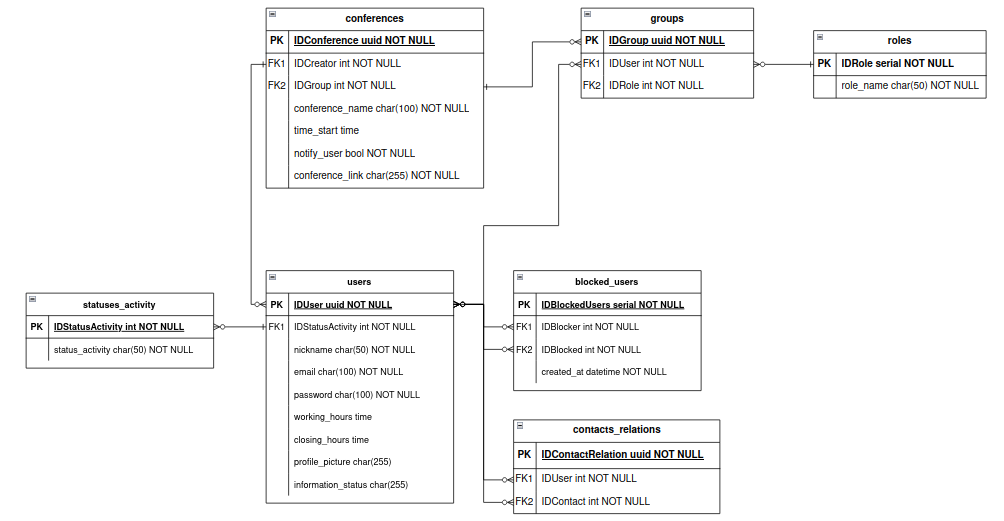 conferences
PK IDConference uuid NOT NULL
FK1 IDCreator int NOT NULL
FK2 IDGroup int NOT NULL
conference_name char(100) NOT NULL
time_start time
notify_user bool NOT NULL
conference_link char(255) NOT NULL
groups
PK IDGroup uuid NOT NULL
FK1 IDUser int NOT NULL
FK2 IDRole int NOT NULL
roles
PK IDRole serial NOT NULL
role_name char(50) NOT NULL
statuses_activity
PK IDStatusActivity int NOT NULL
status_activity char(50) NOT NULL
users
PK IDUser uuid NOT NULL
FK1 IDStatusActivity int NOT NULL
nickname char(50) NOT NULL
email char(100) NOT NULL
password char(100) NOT NULL
working_hours time
closing_hours time
profile_picture char(255)
information_status char(255)
blocked_users
PK IDBlockedUsers serial NOT NULL
FK1 IDBlocker int NOT NULL
FK2 IDBlocked int NOT NULL
created_at datetime NOT NULL
contacts_relations
PK IDContactRelation uuid NOT NULL
FK1 IDUser int NOT NULL
FK2 IDContact int NOT NULL